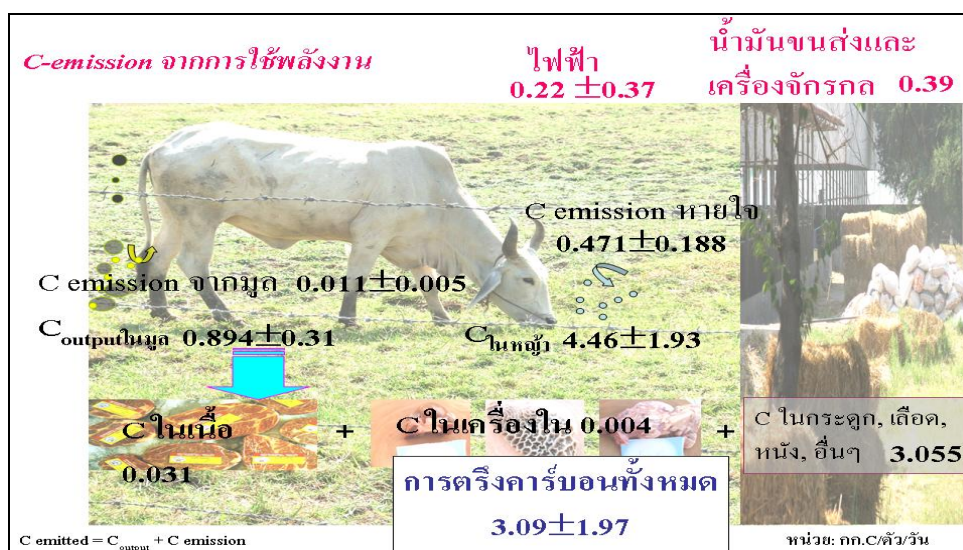 C-emission จากการใช้พลังงาน
ไฟฟ้า
0.22 ±0.37
น้ำมันขนส่งและ
เครื่องจักรกล 0.39
C emission หายใจ
0.471±0.188
C emission จากมูล 0.011±0.005
Coutputในมูล 0.894±0.31
Cในหญ้า 4.46±1.93
C ในเนื้อ
0.031
+
C ในเครื่องใน 0.004
+
C ในกระดูก, เลือด,
หนัง, อื่นๆ 3.055
การตรึงคาร์บอนทั้งหมด
3.09±1.97
C emitted = Coutput + C emission
หน่วย: กก.C/ตัว/วัน